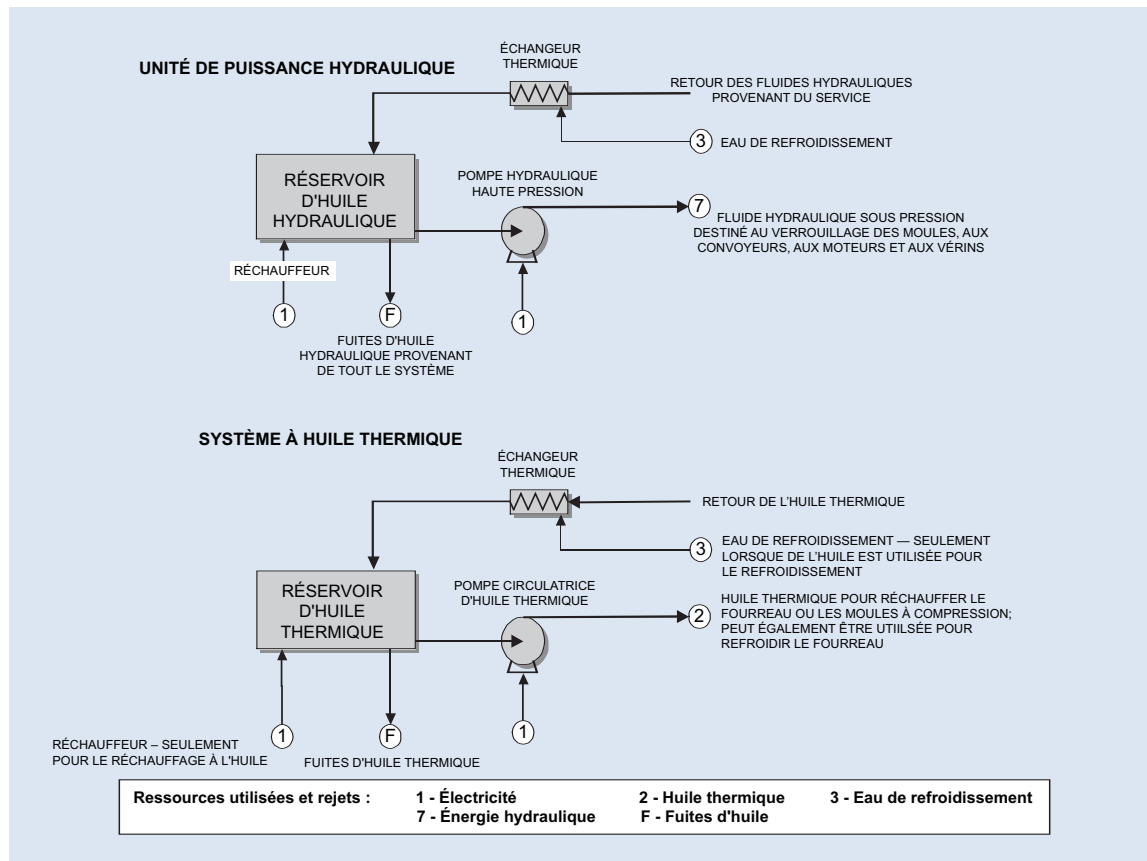 UNITÉ DE PUISSANCE HYDRAULIQUE
ÉCHANGEUR
THERMIQUE
RETOUR DES FLUIDES HYDRAULIQUES
PROVENANT DU SERVICE
3
EAU DE REFROIDISSEMENT
RÉSERVOIR
D'HUILE
HYDRAULIQUE
POMPE HYDRAULIQUE
HAUTE PRESSION
7
FLUIDE HYDRAULIQUE SOUS PRESSION
DESTINÉ AU VERROUILLAGE DES MOULES, AUX
CONVOYEURS, AUX MOTEURS ET AUX VÉRINS
RÉCHAUFFEUR
1
F
1
FUITES D'HUILE
HYDRAULIQUE PROVENANT
DE TOUT LE SYSTÈME
SYSTÈME À HUILE THERMIQUE
ÉCHANGEUR
THERMIQUE
RETOUR DE L'HUILE THERMIQUE
3
EAU DE REFROIDISSEMENT — SEULEMENT
LORSQUE DE L'HUILE EST UTILISÉE POUR
LE REFROIDISSEMENT
RÉSERVOIR
D'HUILE
THERMIQUE
POMPE CIRCULATRICE
D'HUILE THERMIQUE
2
HUILE THERMIQUE POUR RÉCHAUFFER LE
FOURREAU OU LES MOULES À COMPRESSION;
PEUT ÉGALEMENT ÊTRE UTIILSÉE POUR
REFROIDIR LE FOURREAU
1
F
1
RÉCHAUFFEUR – SEULEMENT
POUR LE RÉCHAUFFAGE À L'HUILE
FUITES D'HUILE THERMIQUE
Ressources utilisées et rejets : 1 - Électricité 2 - Huile thermique 3 - Eau de refroidissement
7 - Énergie hydraulique F - Fuites d'huile